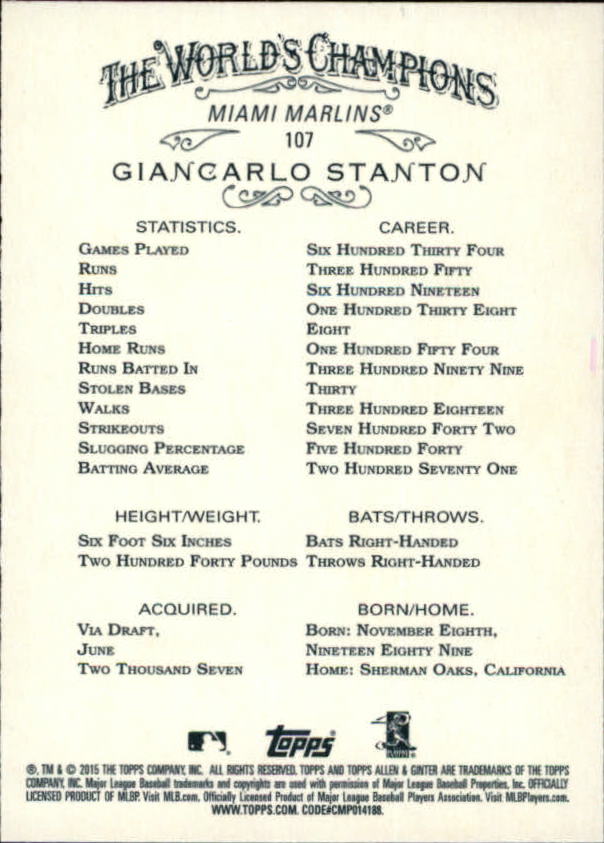 THE WORLD'S CHAMPIONS
MIAMI MARLINS®
107
GIANCARLO STANTON
STATISTICS. CAREER.
GAMES PLAYED SIX HUNDRED THIRTY FOUR
RUNS THREE HUNDRED FIFTY
HITS SIX HUNDRED NINETEEN
DOUBLES ONE HUNDRED THIRTY EIGHT
TRIPLES EIGHT
HOME RUNS ONE HUNDRED FIFTY FOUR
RUNS BATTED IN THREE HUNDRED NINETY NINE
STOLEN BASES THIRTY
WALKS THREE HUNDRED EIGHTEEN
STRIKEOUTS SEVEN HUNDRED FORTY TWO
SLUGGING PERCENTAGE FIVE HUNDRED FORTY
BATTING AVERAGE TWO HUNDRED SEVENTY ONE
HEIGHT/WEIGHT. BATS/THROWS.
SIX FOOT SIX INCHES BATS RIGHT-HANDED
TWO HUNDRED FORTY POUNDS THROWS RIGHT-HANDED
ACQUIRED. BORN/HOME.
VIA DRAFT, BORN: NOVEMBER EIGHTH,
JUNE NINETEEN EIGHTY NINE
TWO THOUSAND SEVEN HOME: SHERMAN OAKS, CALIFORNIA
Topps
®, TM & © 2015 THE TOPPS COMPANY, INC. ALL RIGHTS RESERVED. TOPPS AND TOPPS ALLEN & GINTER ARE TRADEMARKS OF THE TOPPS
COMPANY, INC. Major League Baseball trademarks and copyrights are used with permission of Major League Baseball Properties, Inc. OFFICIALLY
LICENSED PRODUCT OF MLBP. Visit MLB.com. Officially Licensed Product of Major League Baseball Players Association. Visit MLBPlayers.com.
WWW.TOPPS.COM. CODE#CMP014188.